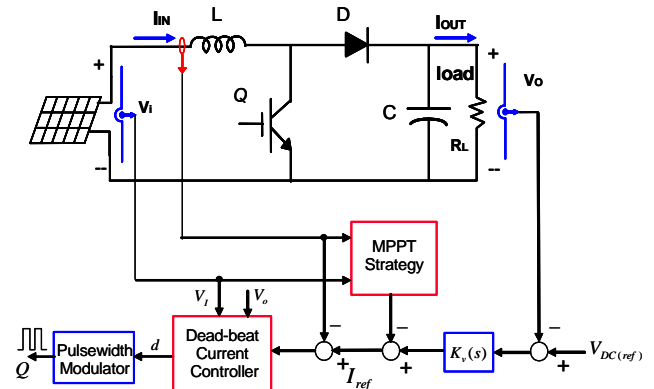 IIN
L
D
IOUT
+
+
Vi
Q
C
load
RL
Vo
--
--
MPPT
Strategy
VI
Vo
−
−
−
Q
Pulsewidth
Modulator
d
Dead-beat
Current
Controller
+
Iref
+
Kv(s)
+
VDC(ref)